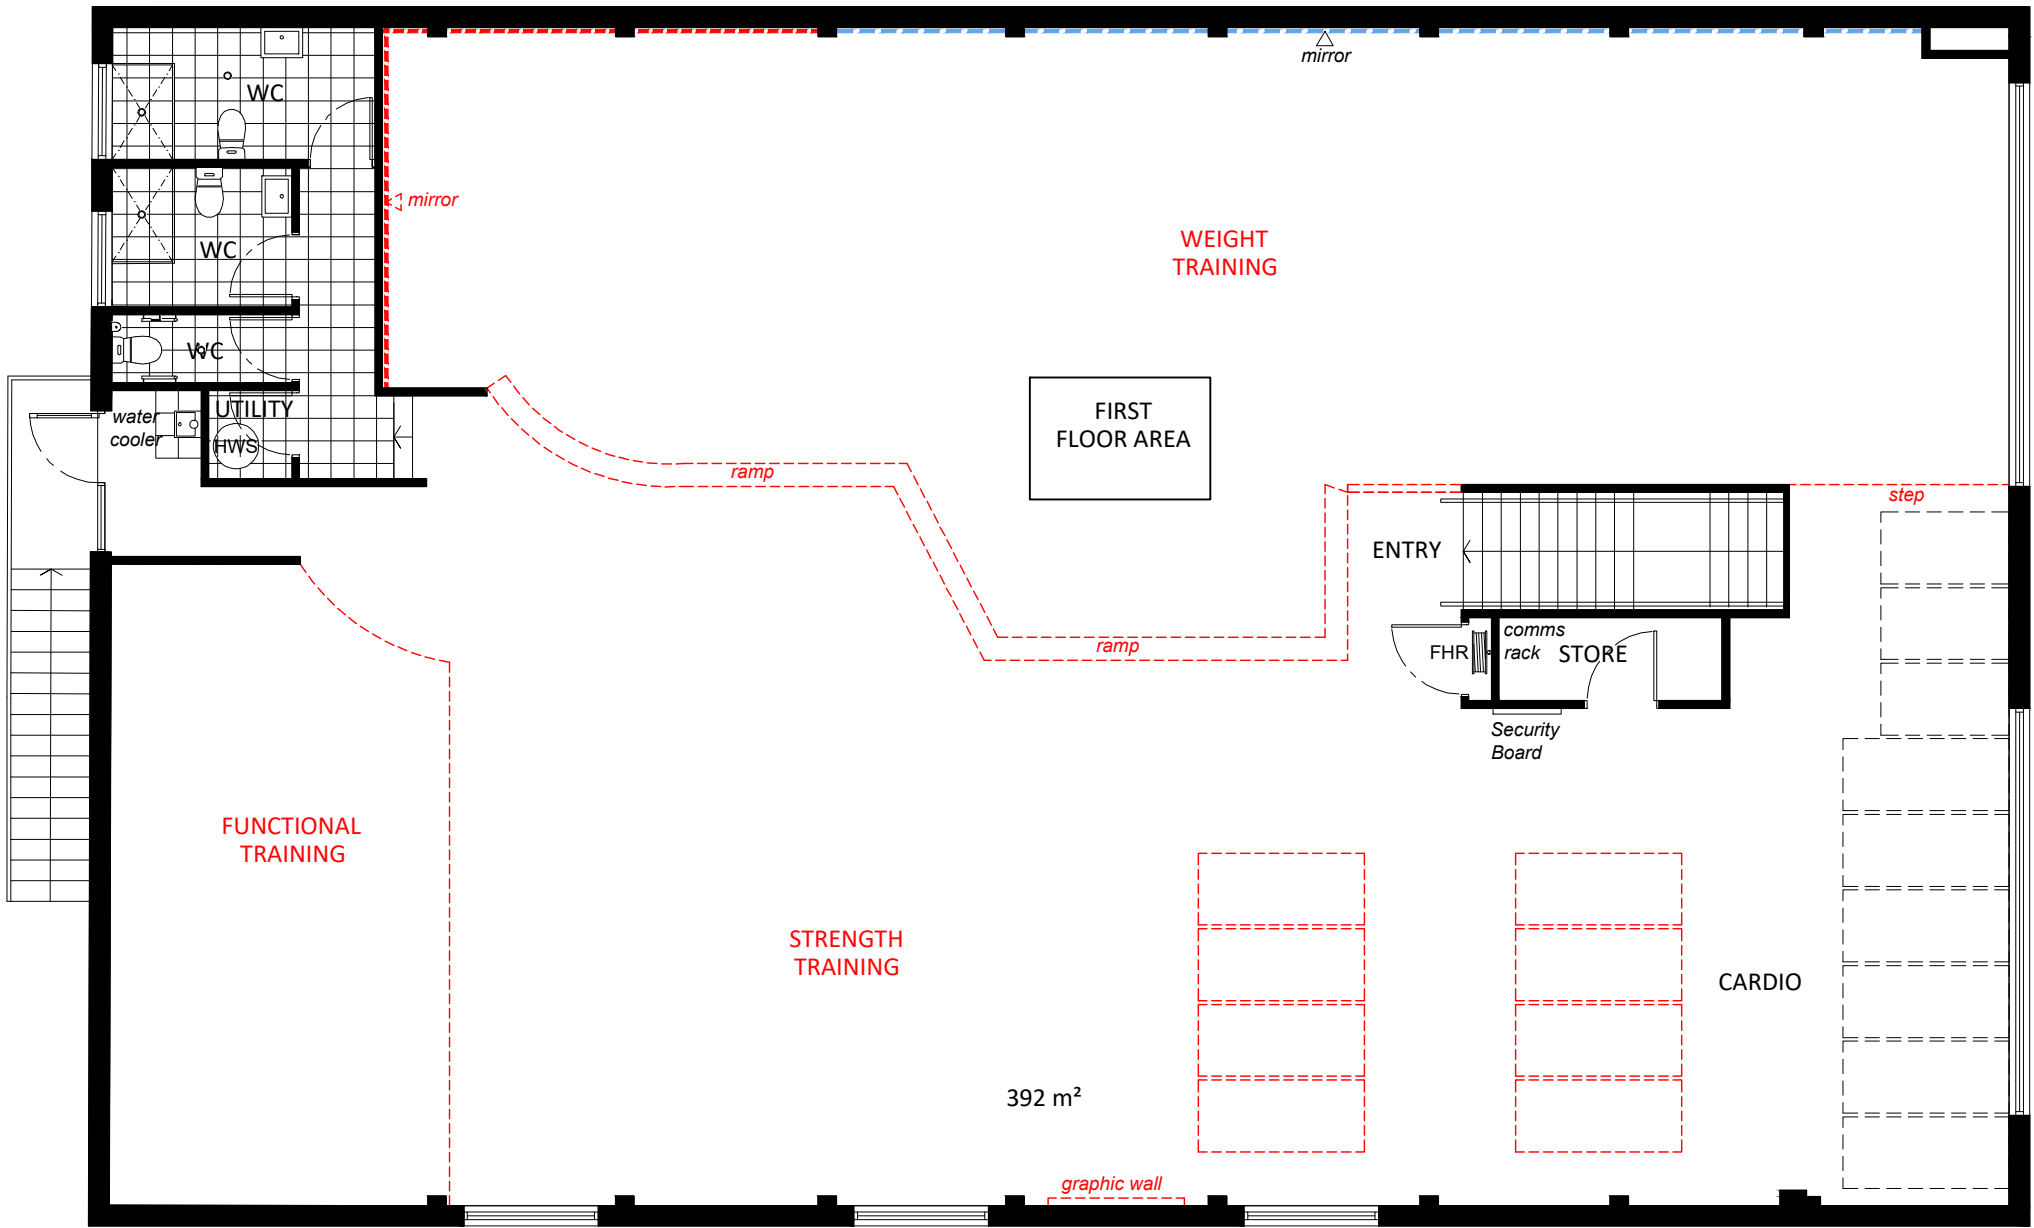 mirror
WC
mirror
WEIGHT
TRAINING
WC
WC
FIRST
FLOOR AREA
water
cooler
UTILITY
HWS
ramp
step
ENTRY
ramp
FHR
comms
rack
STORE
Security
Board
FUNCTIONAL
TRAINING
STRENGTH
TRAINING
CARDIO
392 m²
graphic wall